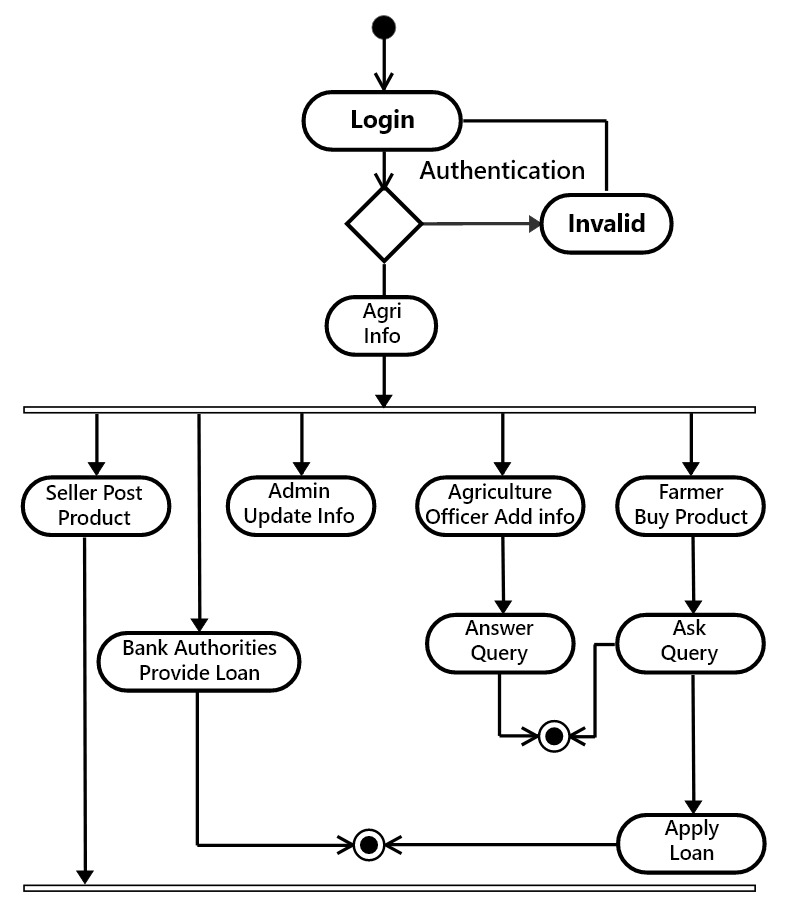 Login
Authentication
Invalid
Agri
Info
Seller Post
Product
Admin
Update Info
Agriculture
Officer Add info
Farmer
Buy Product
Bank Authorities
Provide Loan
Answer
Query
Ask
Query
Apply
Loan